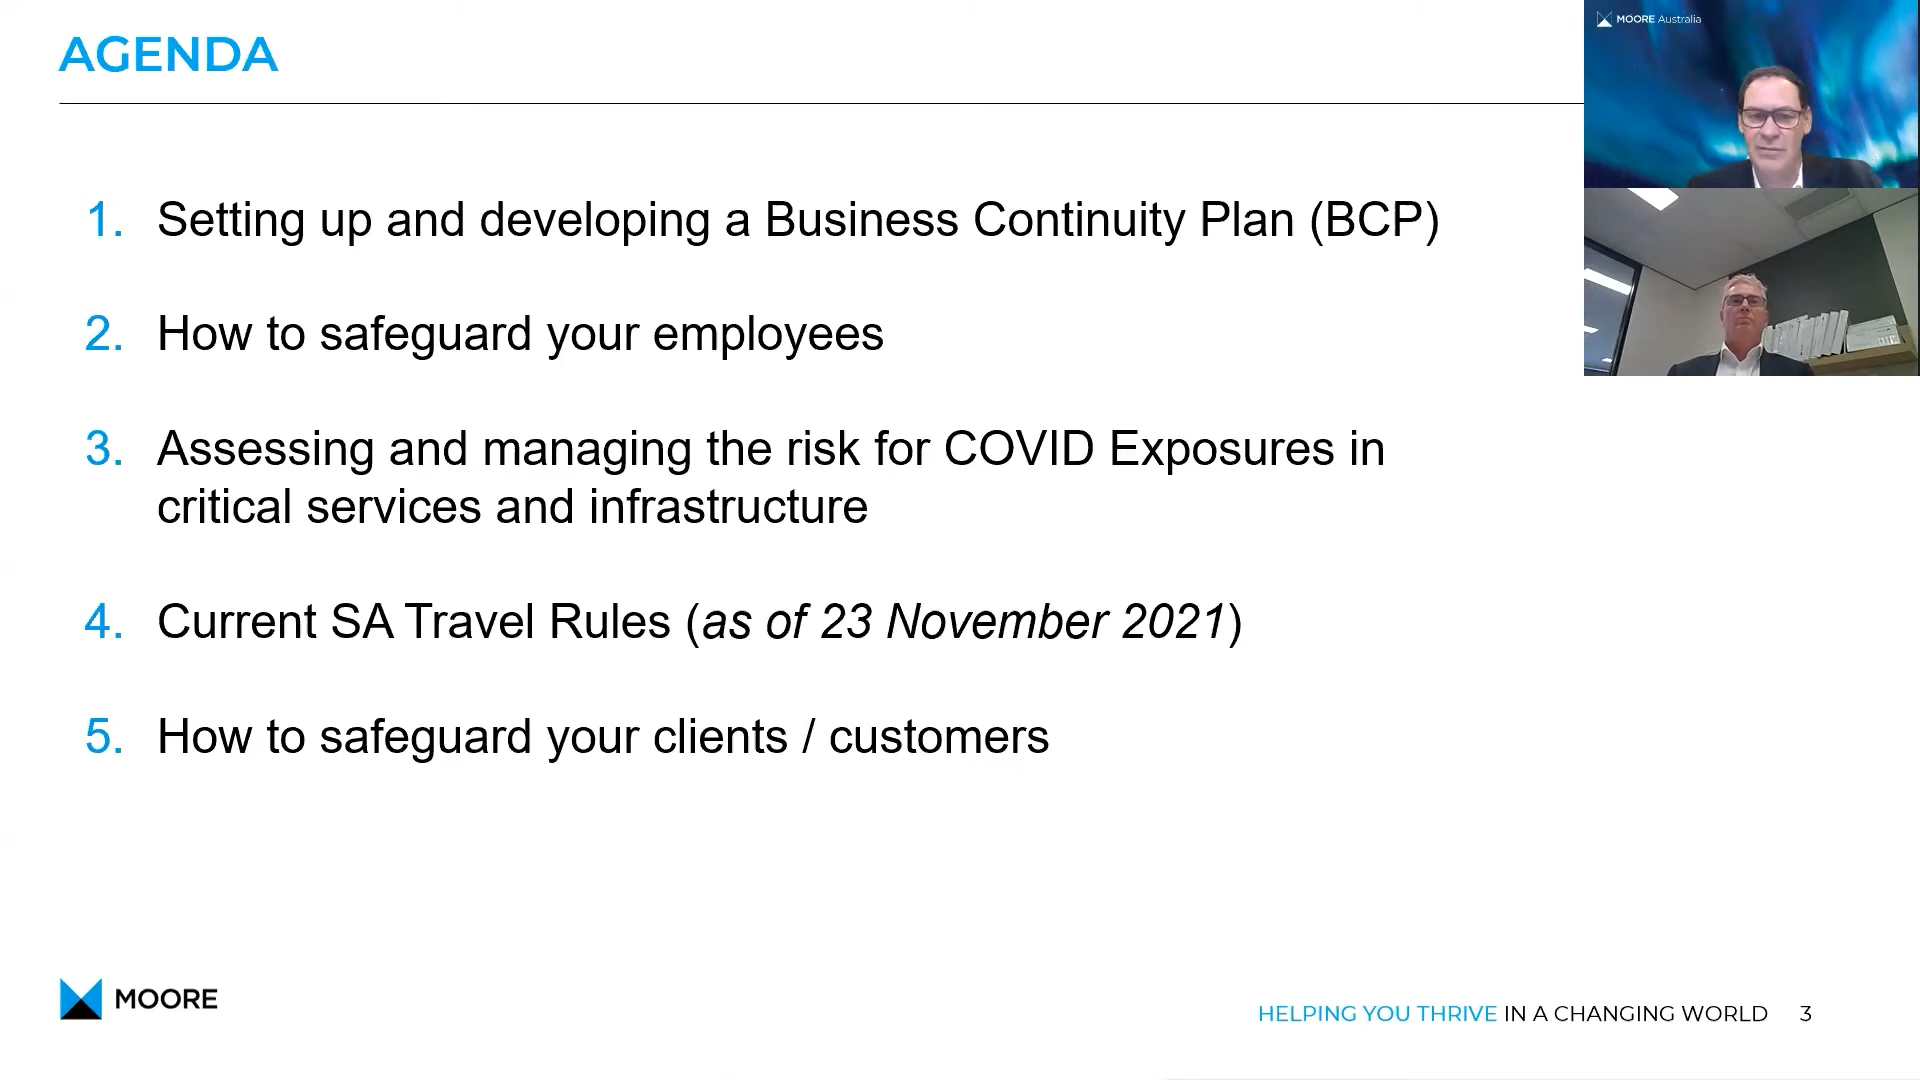 AGENDA
MOORE Australia
1. Setting up and developing a Business Continuity Plan (BCP)
2. How to safeguard your employees
3. Assessing and managing the risk for COVID Exposures in
critical services and infrastructure
4. Current SA Travel Rules (as of 23 November 2021)
5. How to safeguard your clients / customers
MOORE
HELPING YOU THRIVE IN A CHANGING WORLD 3